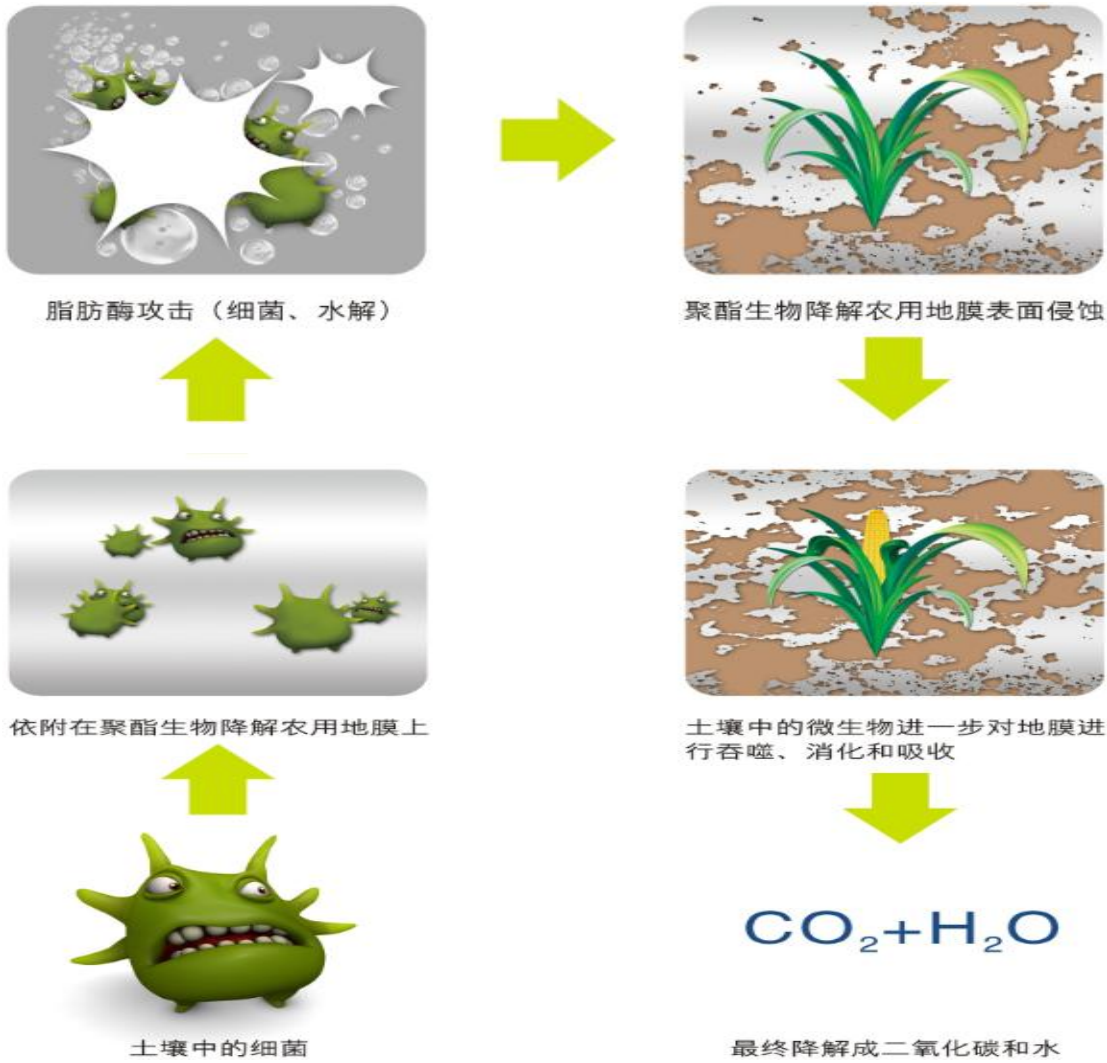 脂肪酶攻击（细菌、水解）
聚酯生物降解农用地膜表面侵蚀
依附在聚酯生物降解农用地膜上
土壤中的微生物进一步对地膜进
行吞噬、消化和吸收
CO₂+H₂O
土壤中的细菌
最终降解成二氧化碳和水